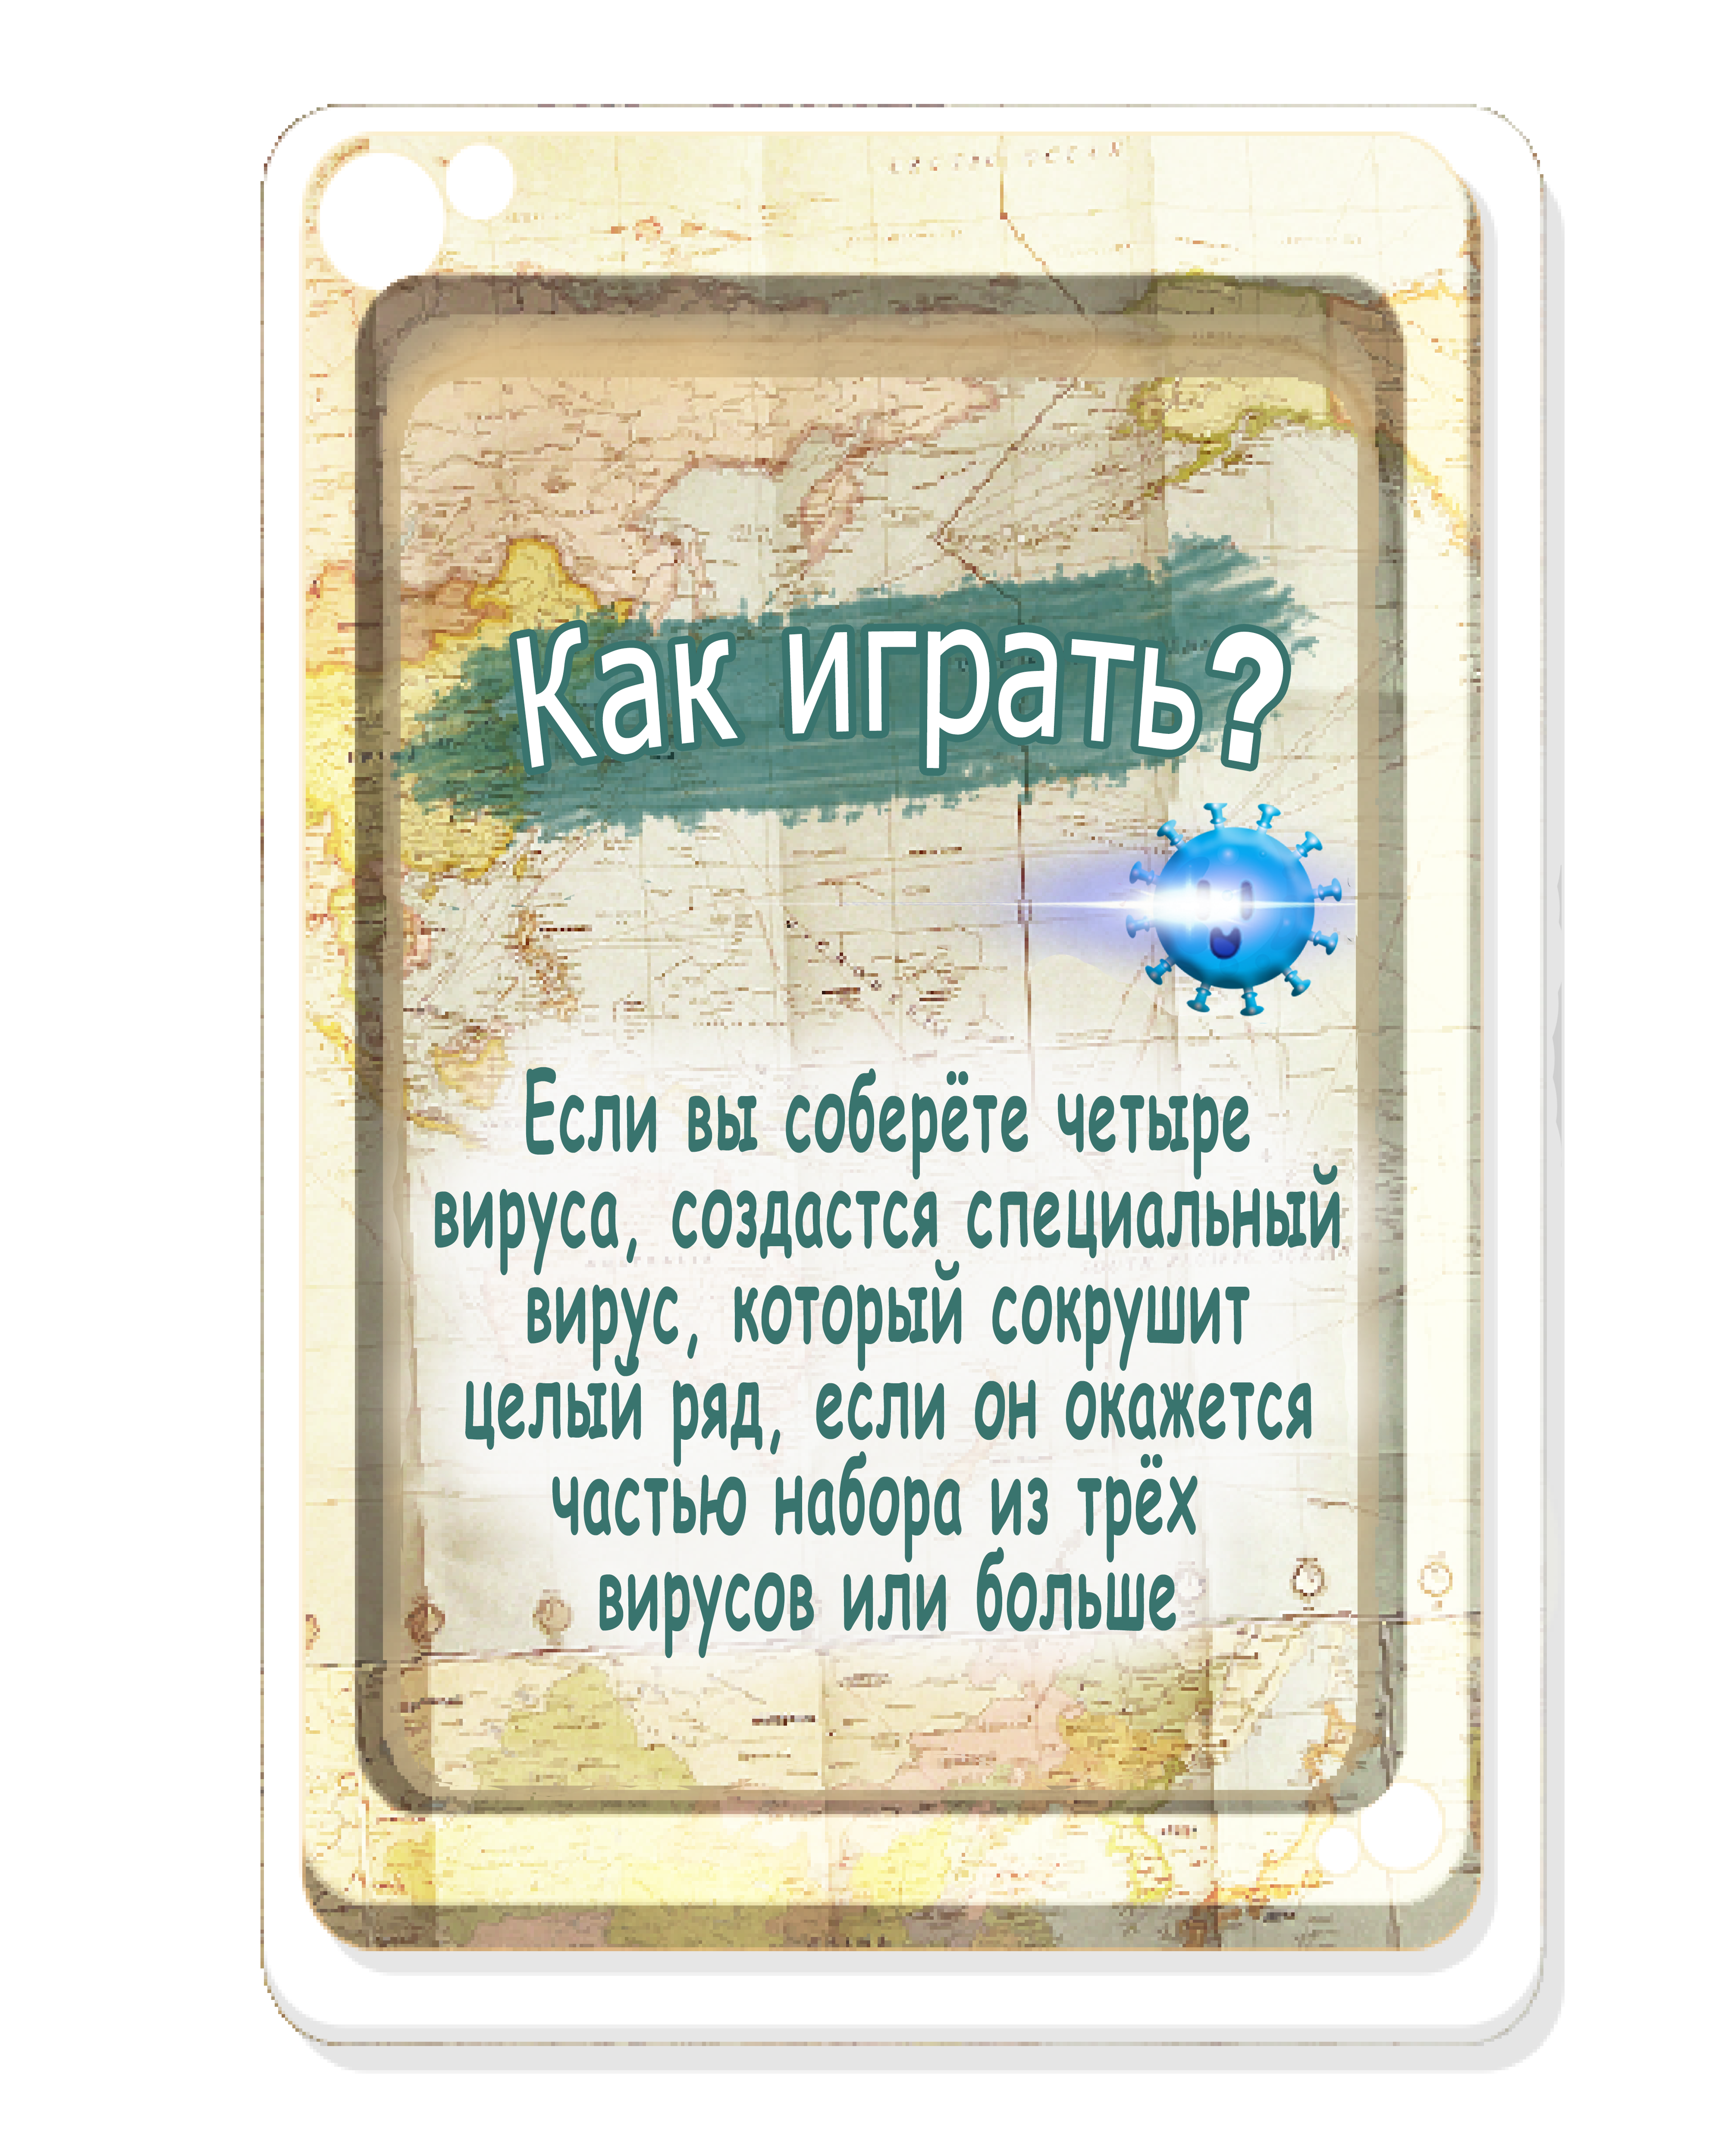 Как играть?
Если вы соберёте четыре
вируса, создастся специальный
вирус, который сокрушит
целый ряд, если он окажется
частью набора из трёх
вирусов или больше